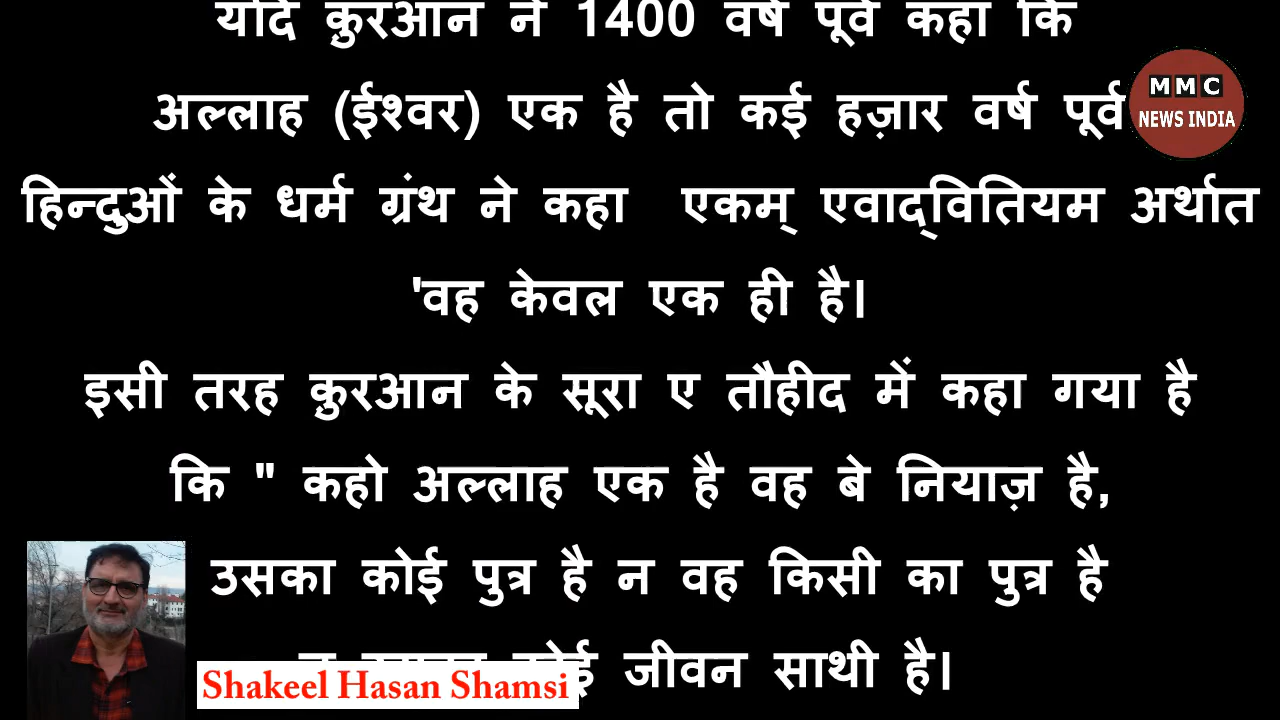 यदि क़ुरआन ने 1400 वर्ष पूर्व कहा कि
अल्लाह (ईश्वर) एक है तो कई हज़ार वर्ष पूर्व
MMC
NEWS INDIA
हिन्दुओं के धर्म ग्रंथ ने कहा एकम् एवाद्वितियम अर्थात
'वह केवल एक ही है।
इसी तरह क़ुरआन के सूरा ए तौहीद में कहा गया है
कि " कहो अल्लाह एक है वह बे नियाज़ है,
उसका कोई पुत्र है न वह किसी का पुत्र है
कोई जीवन साथी है।
Shakeel Hasan Shamsi